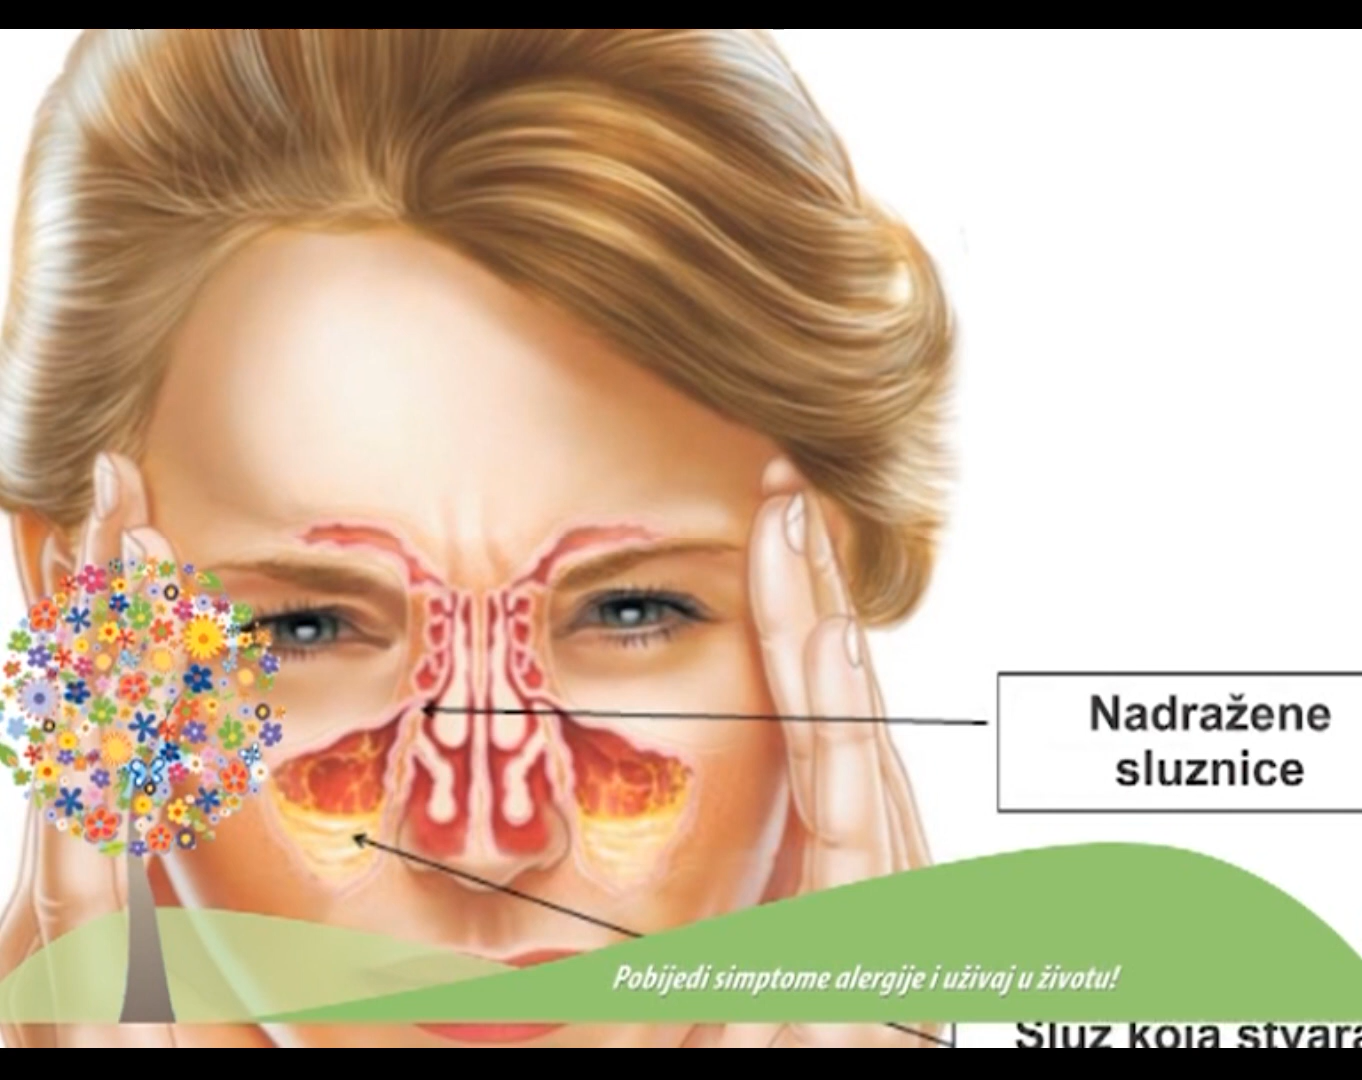 Nadražene
sluznice
Pobijedi simptome alergije i uživaj u životu!
Sluz koja stvara